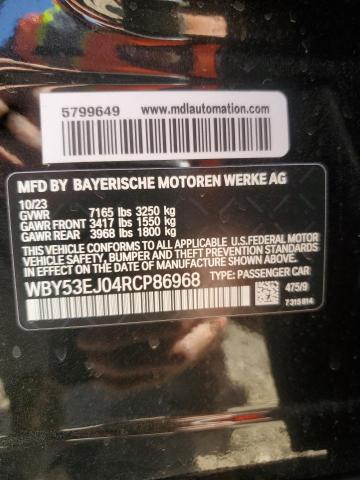 5799649 www.mdlautomation.com
MFD BY BAYERISCHE MOTOREN WERKE AG
10/23
GVWR 7165 lbs 3250 kg
GAWR FRONT 3417 lbs 1550 kg
GAWR REAR 3968 lbs 1800 kg
THIS VEHICLE CONFORMS TO ALL APPLICABLE U.S.FEDERAL MOTOR
VEHICLE SAFETY, BUMPER, AND THEFT PREVENTION STANDARDS IN
EFFECT ON THE DATE OF MANUFACTURE SHOWN ABOVE.
WBY53EJ04RCP86968 TYPE: PASSENGER CAR
475/9
7 315 814